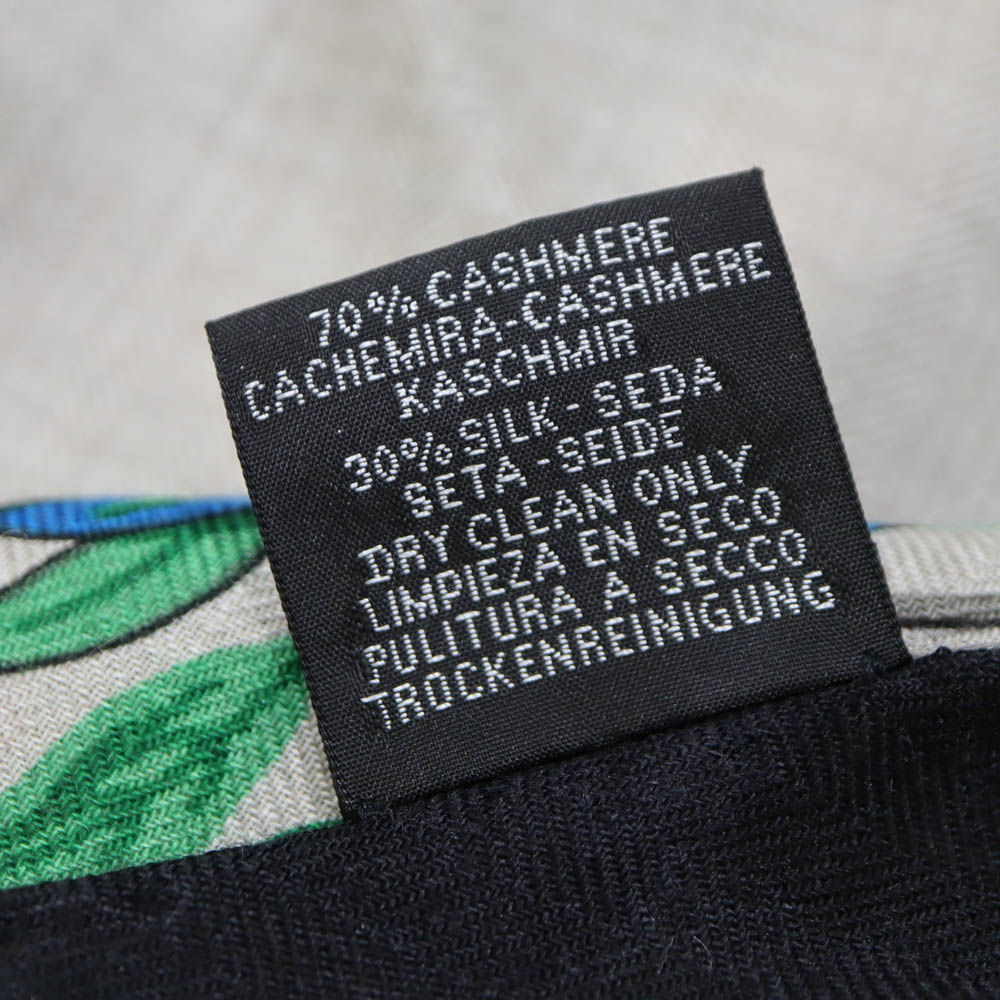 70% CASHMERE
CACHEMIRA-CASHMERE
KASCHMIR
30% SILK - SEDA
SETA - SEIDE
DRY CLEAN ONLY
LIMPIEZA EN SECO
PULITURA A SECCO
TROCKENREINIGUNG